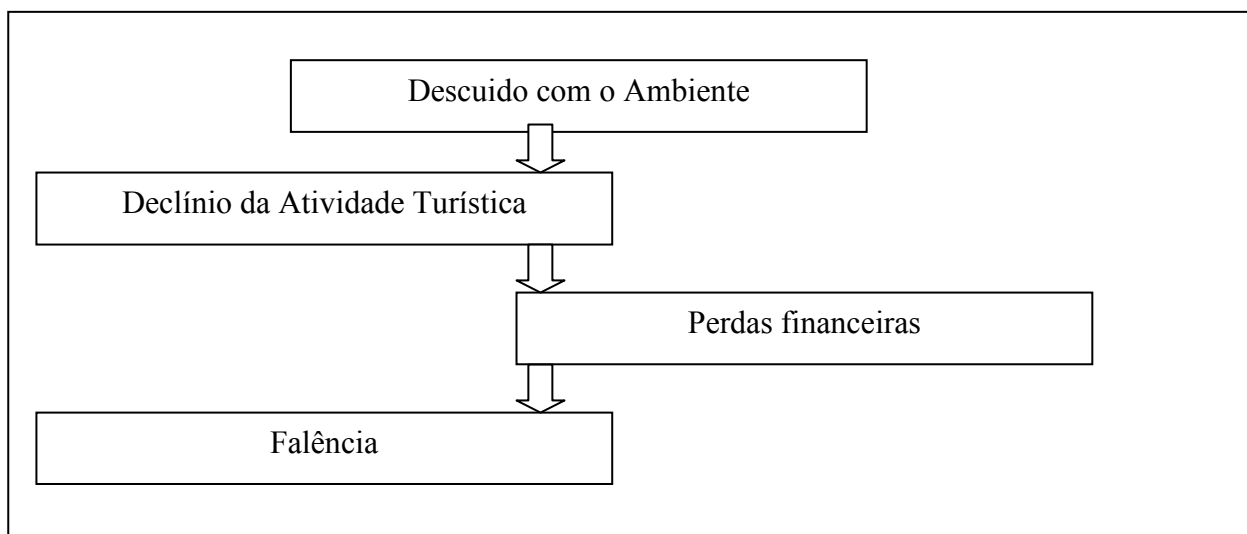 Descuido com o Ambiente
Declínio da Atividade Turística
Perdas financeiras
Falência